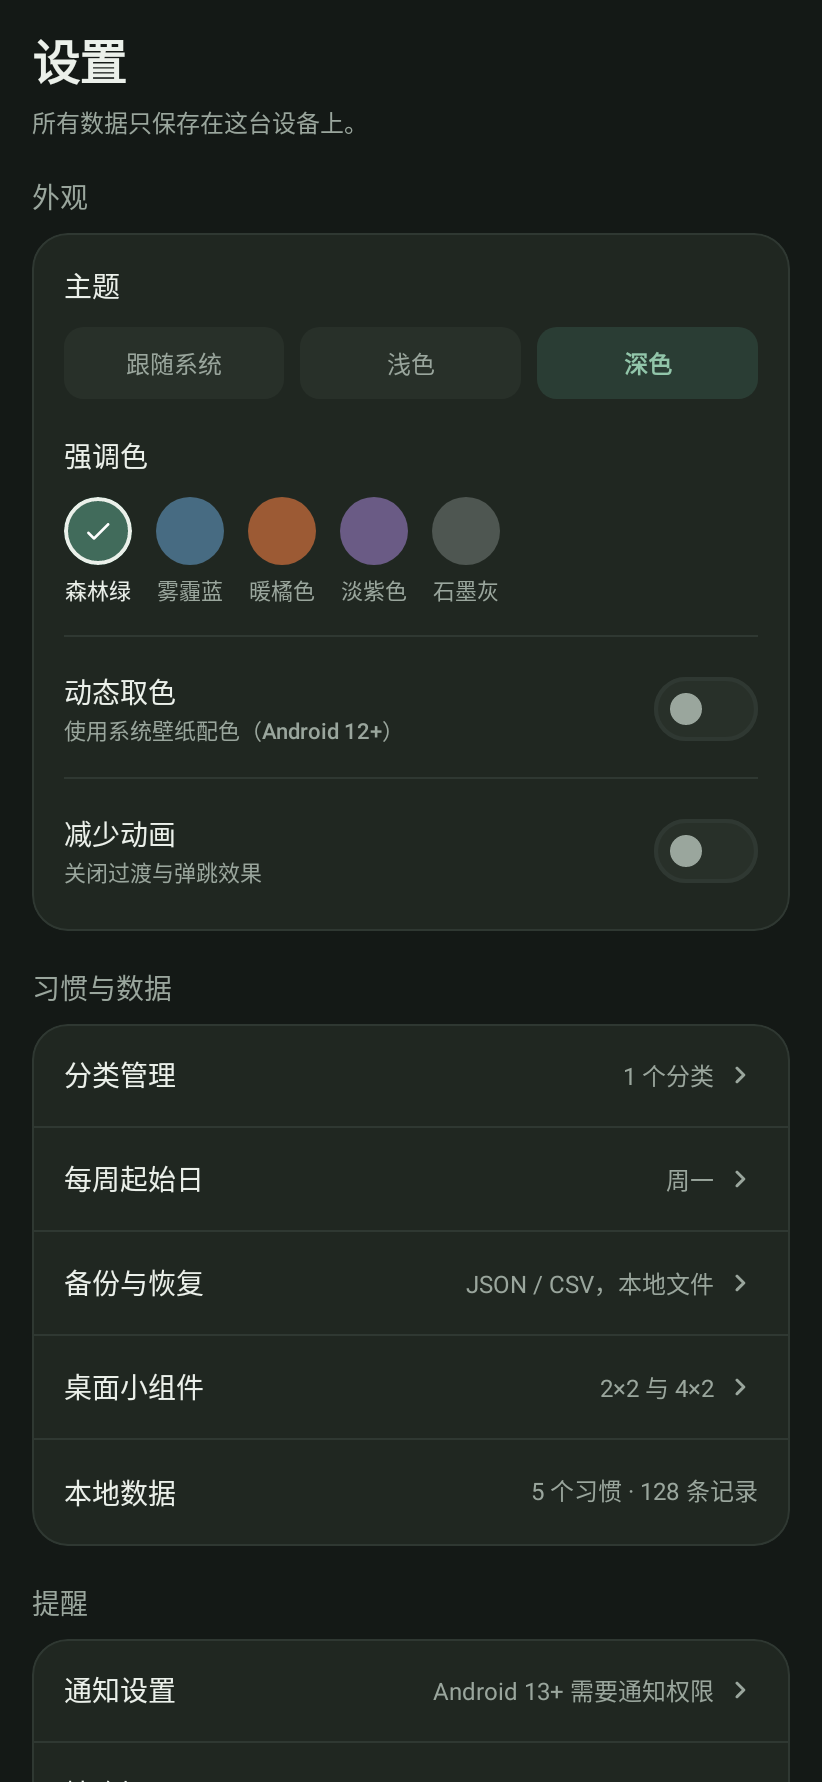 设置
所有数据只保存在这台设备上。
外观
主题
跟随系统
浅色
深色
强调色
森林绿
雾霾蓝
暖橘色
淡紫色
石墨灰
动态取色
使用系统壁纸配色（Android 12+）
减少动画
关闭过渡与弹跳效果
习惯与数据
分类管理
1 个分类
每周起始日
周一
备份与恢复
JSON / CSV，本地文件
桌面小组件
2×2 与 4×2
本地数据
5 个习惯 · 128 条记录
提醒
通知设置
Android 13+ 需要通知权限